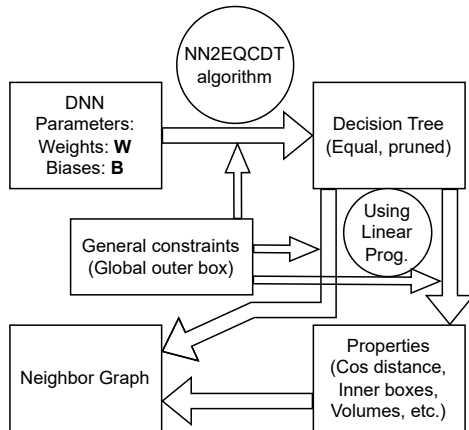 NN2EQCDT
algorithm
DNN
Parameters:
Weights: W
Biases: B
Decision Tree
(Equal, pruned)
General constraints
(Global outer box)
Using
Linear
Prog.
Neighbor Graph
Properties
(Cos distance,
Inner boxes,
Volumes, etc.)